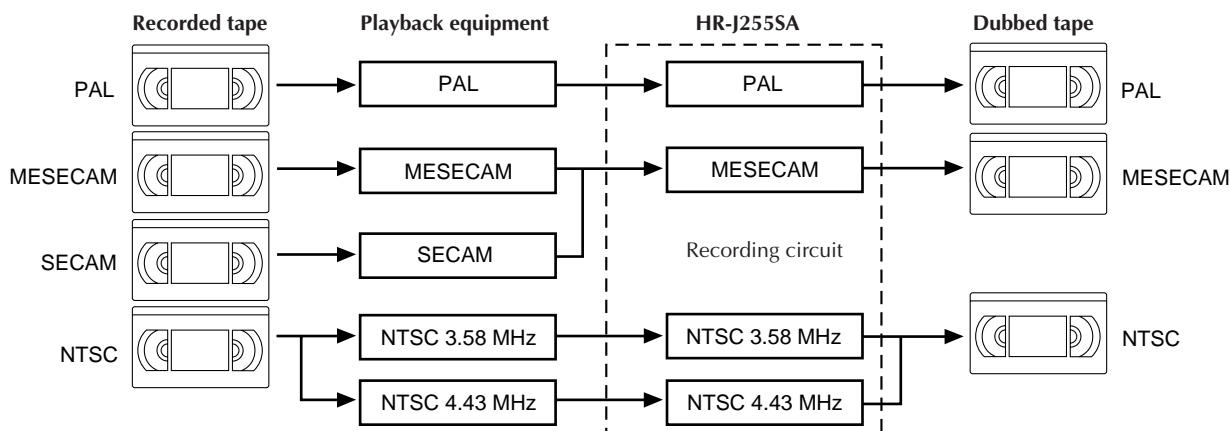 Recorded tape Playback equipment HR-J255SA Dubbed tape
PAL PAL PAL PAL
MESECAM MESECAM MESECAM MESECAM
SECAM SECAM Recording circuit
NTSC NTSC 3.58 MHz NTSC 3.58 MHz NTSC
NTSC 4.43 MHz NTSC 4.43 MHz